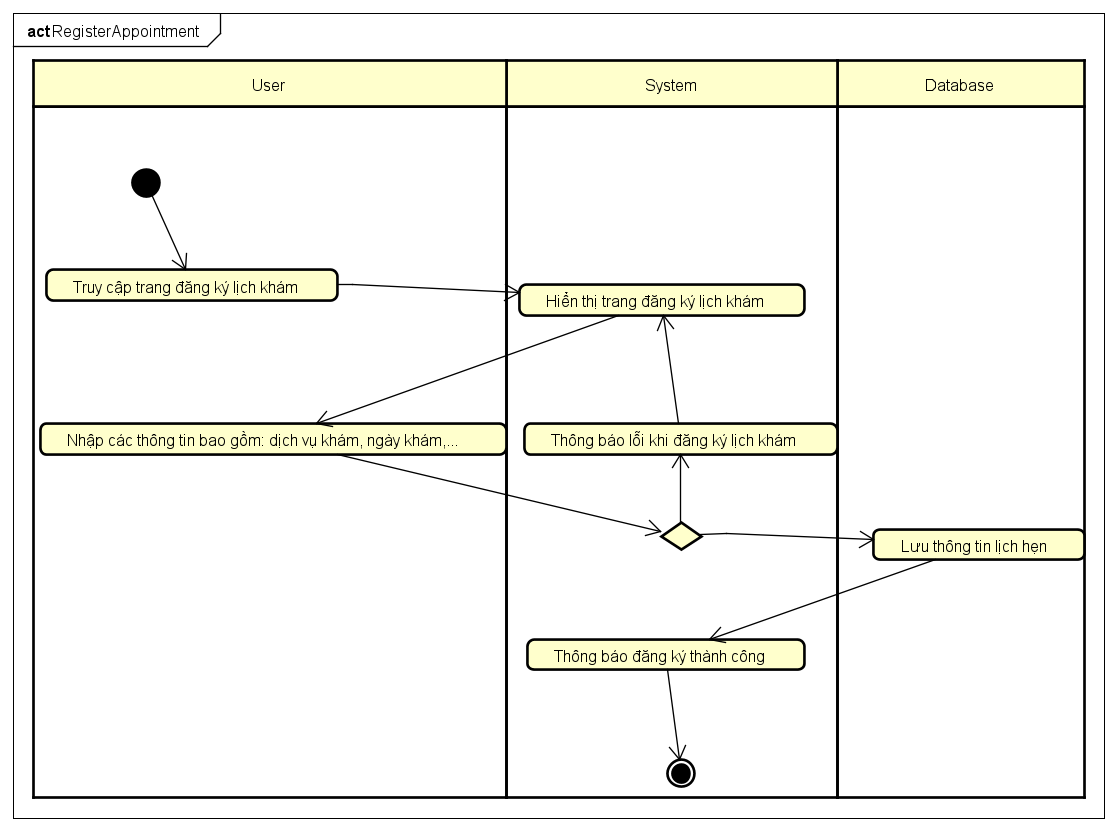 act RegisterAppointment
User
System
Database
Truy cập trang đăng ký lịch khám
Hiển thị trang đăng ký lịch khám
Nhập các thông tin bao gồm: dịch vụ khám, ngày khám,...
Thông báo lỗi khi đăng ký lịch khám
Lưu thông tin lịch hẹn
Thông báo đăng ký thành công